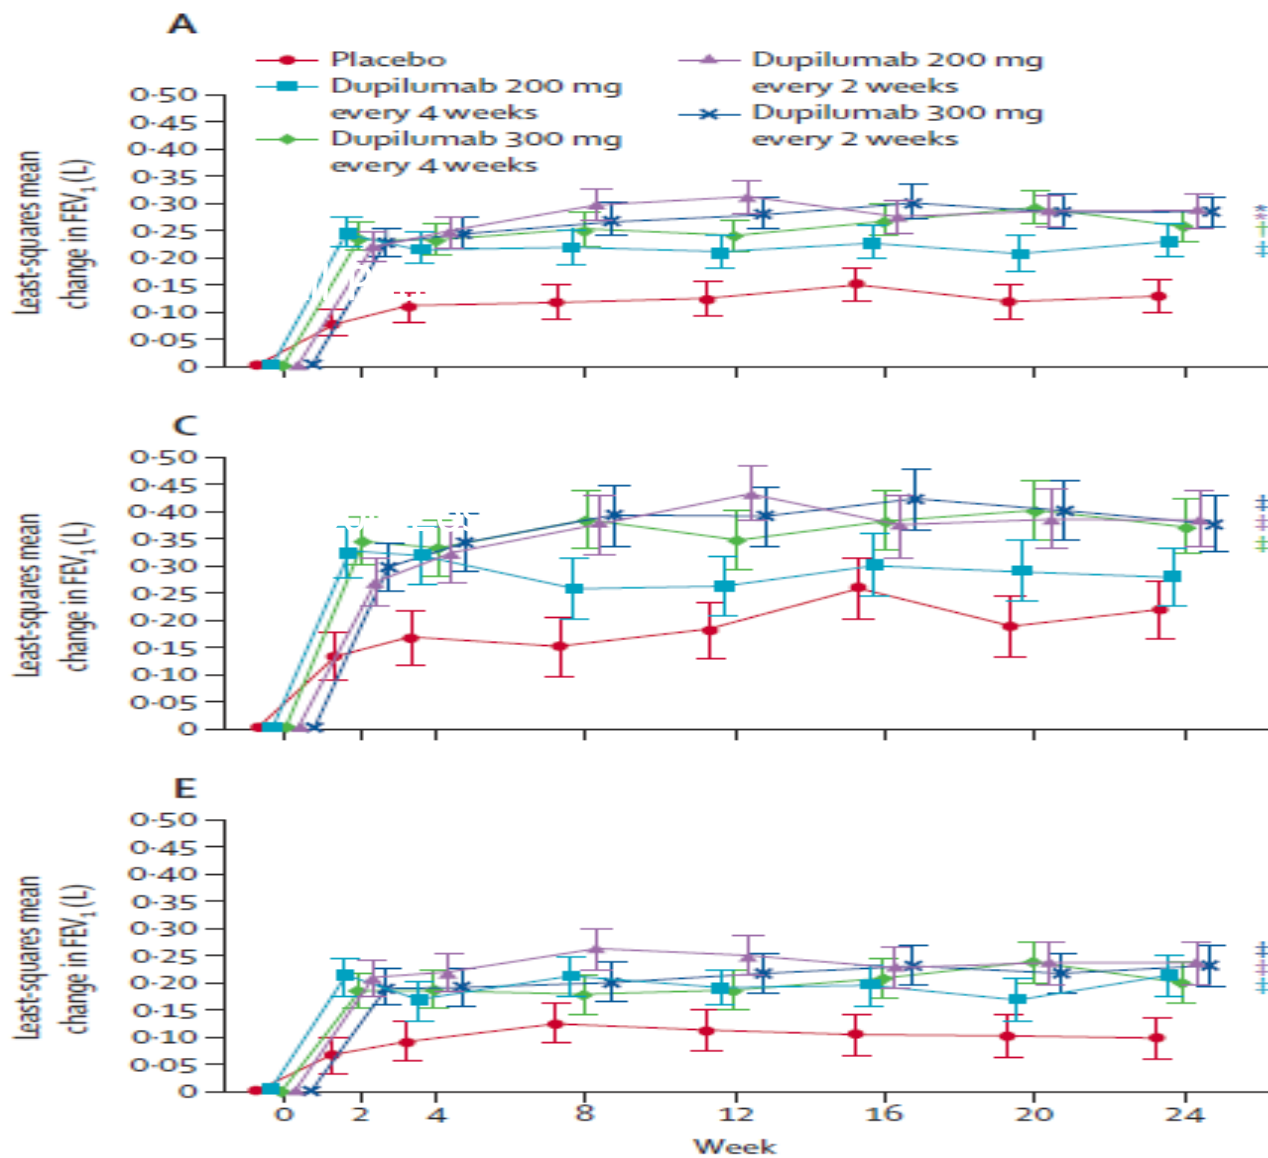 A
Placebo
Dupilumab 200 mg
every 4 weeks
Dupilumab 300 mg
every 4 weeks
Dupilumab 200 mg
every 2 weeks
Dupilumab 300 mg
every 2 weeks
Least-squares mean
change in FEV₁ (L)
0·50
0·45
0·40
0·35
0·30
0·25
0·20
0·15
0·10
0·05
0
*
*
†
‡
‡
C
Least-squares mean
change in FEV₁ (L)
0·50
0·45
0·40
0·35
0·30
0·25
0·20
0·15
0·10
0·05
0
‡
‡
‡
E
Least-squares mean
change in FEV₁ (L)
0·50
0·45
0·40
0·35
0·30
0·25
0·20
0·15
0·10
0·05
0
‡
‡
‡
0 2 4 8 12 16 20 24
Week